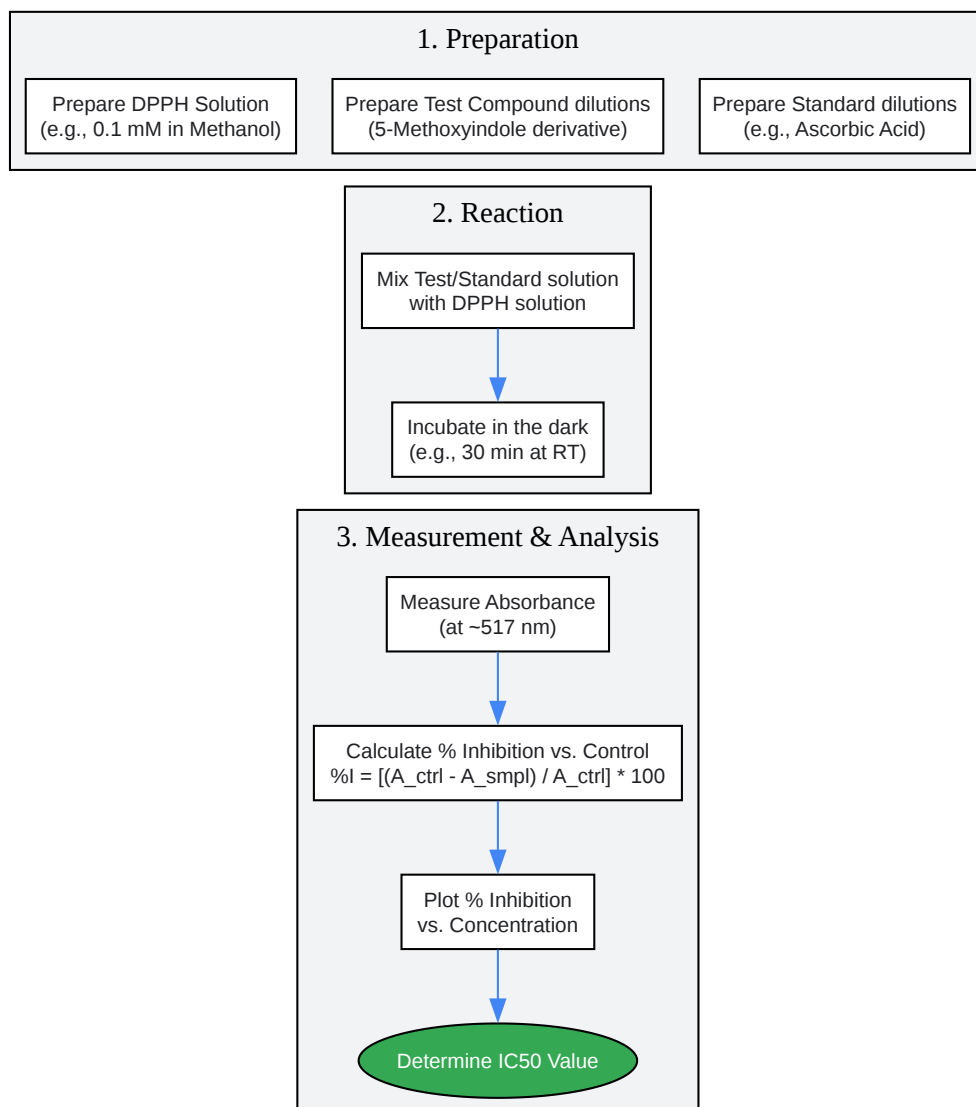 1. Preparation
Prepare DPPH Solution
(e.g., 0.1 mM in Methanol)
Prepare Test Compound dilutions
(5-Methoxyindole derivative)
Prepare Standard dilutions
(e.g., Ascorbic Acid)
2. Reaction
Mix Test/Standard solution
with DPPH solution
Incubate in the dark
(e.g., 30 min at RT)
3. Measurement & Analysis
Measure Absorbance
(at ~517 nm)
Calculate % Inhibition vs. Control
%I = [(A_ctrl - A_smpl) / A_ctrl] * 100
Plot % Inhibition
vs. Concentration
Determine IC50 Value